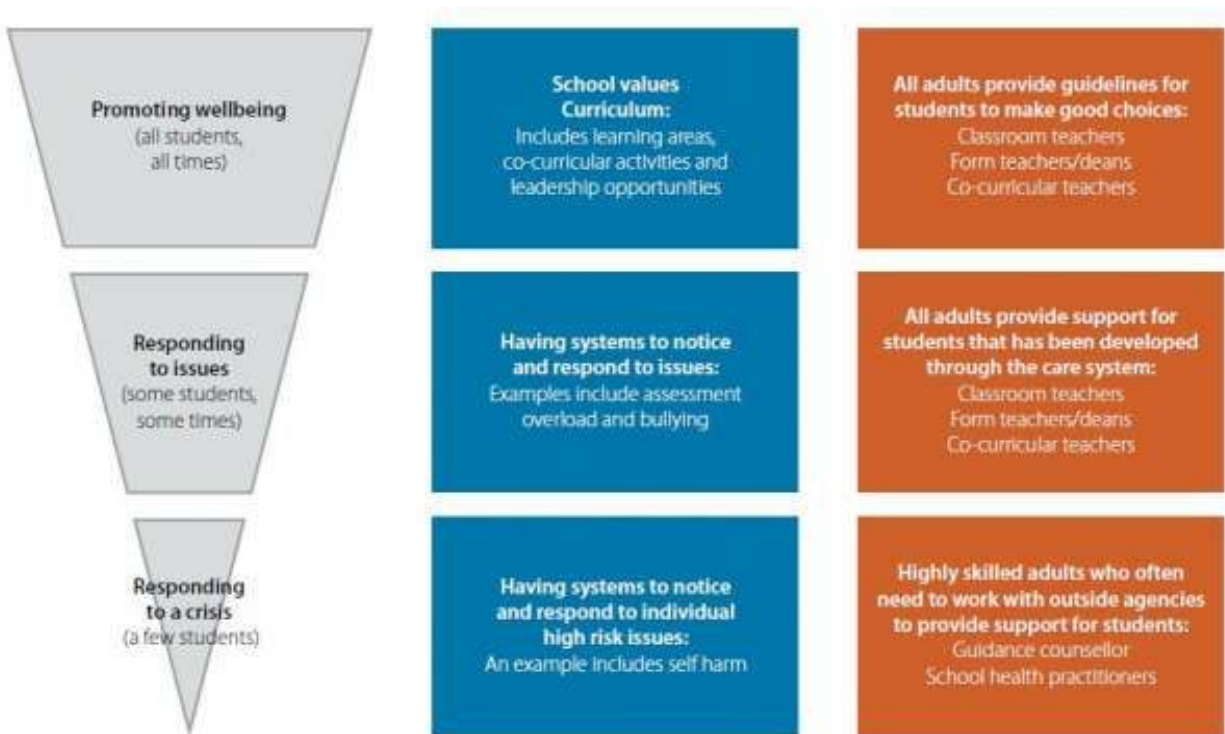 Promoting wellbeing
(all students,
all times)
School values
Curriculum:
Includes learning areas,
co-curricular activities and
leadership opportunities
All adults provide guidelines for
students to make good choices:
Classroom teachers
Form teachers/deans
Co-curricular teachers
Responding
to issues
(some students,
some times)
Having systems to notice
and respond to issues:
Examples include assessment
overload and bullying
All adults provide support for
students that has been developed
through the care system:
Classroom teachers
Form teachers/deans
Co-curricular teachers
Responding
to a crisis
(a few students)
Having systems to notice
and respond to individual
high risk issues:
An example includes self harm
Highly skilled adults who often
need to work with outside agencies
to provide support for students:
Guidance counsellor
School health practitioners